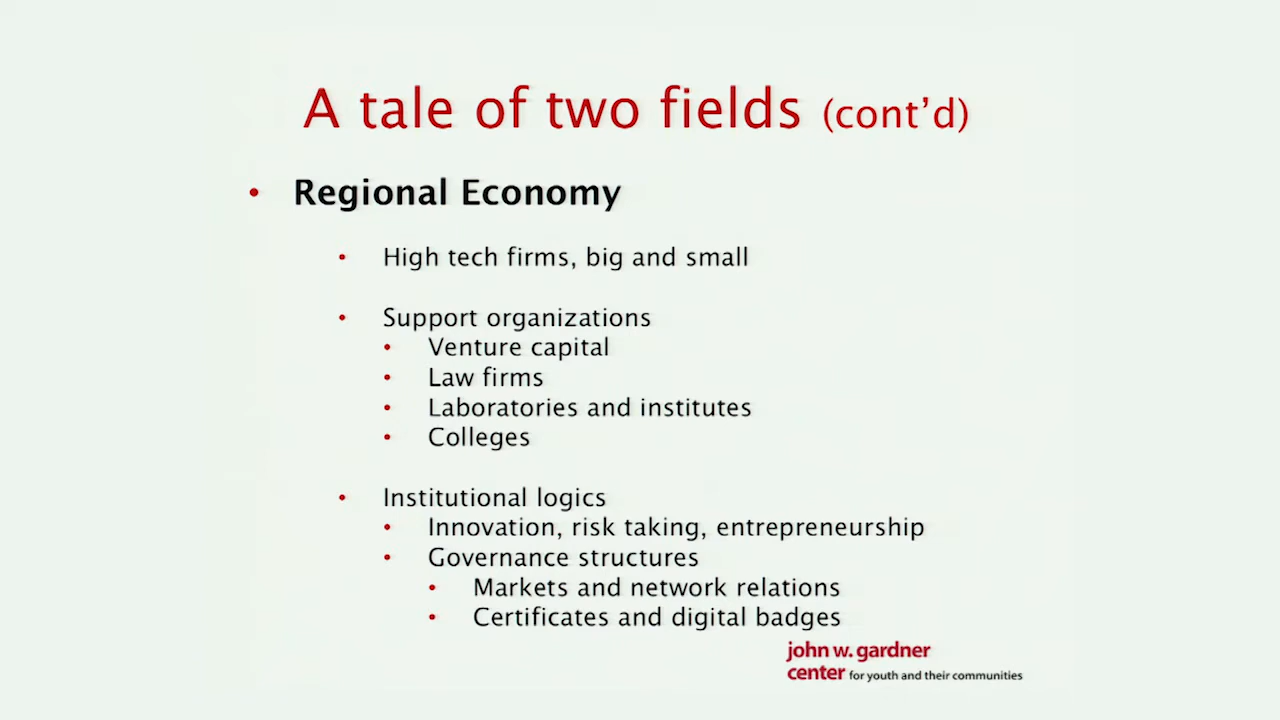 A tale of two fields (cont’d)
• Regional Economy
• High tech firms, big and small
• Support organizations
• Venture capital
• Law firms
• Laboratories and institutes
• Colleges
• Institutional logics
• Innovation, risk taking, entrepreneurship
• Governance structures
• Markets and network relations
• Certificates and digital badges
john w. gardner
center for youth and their communities